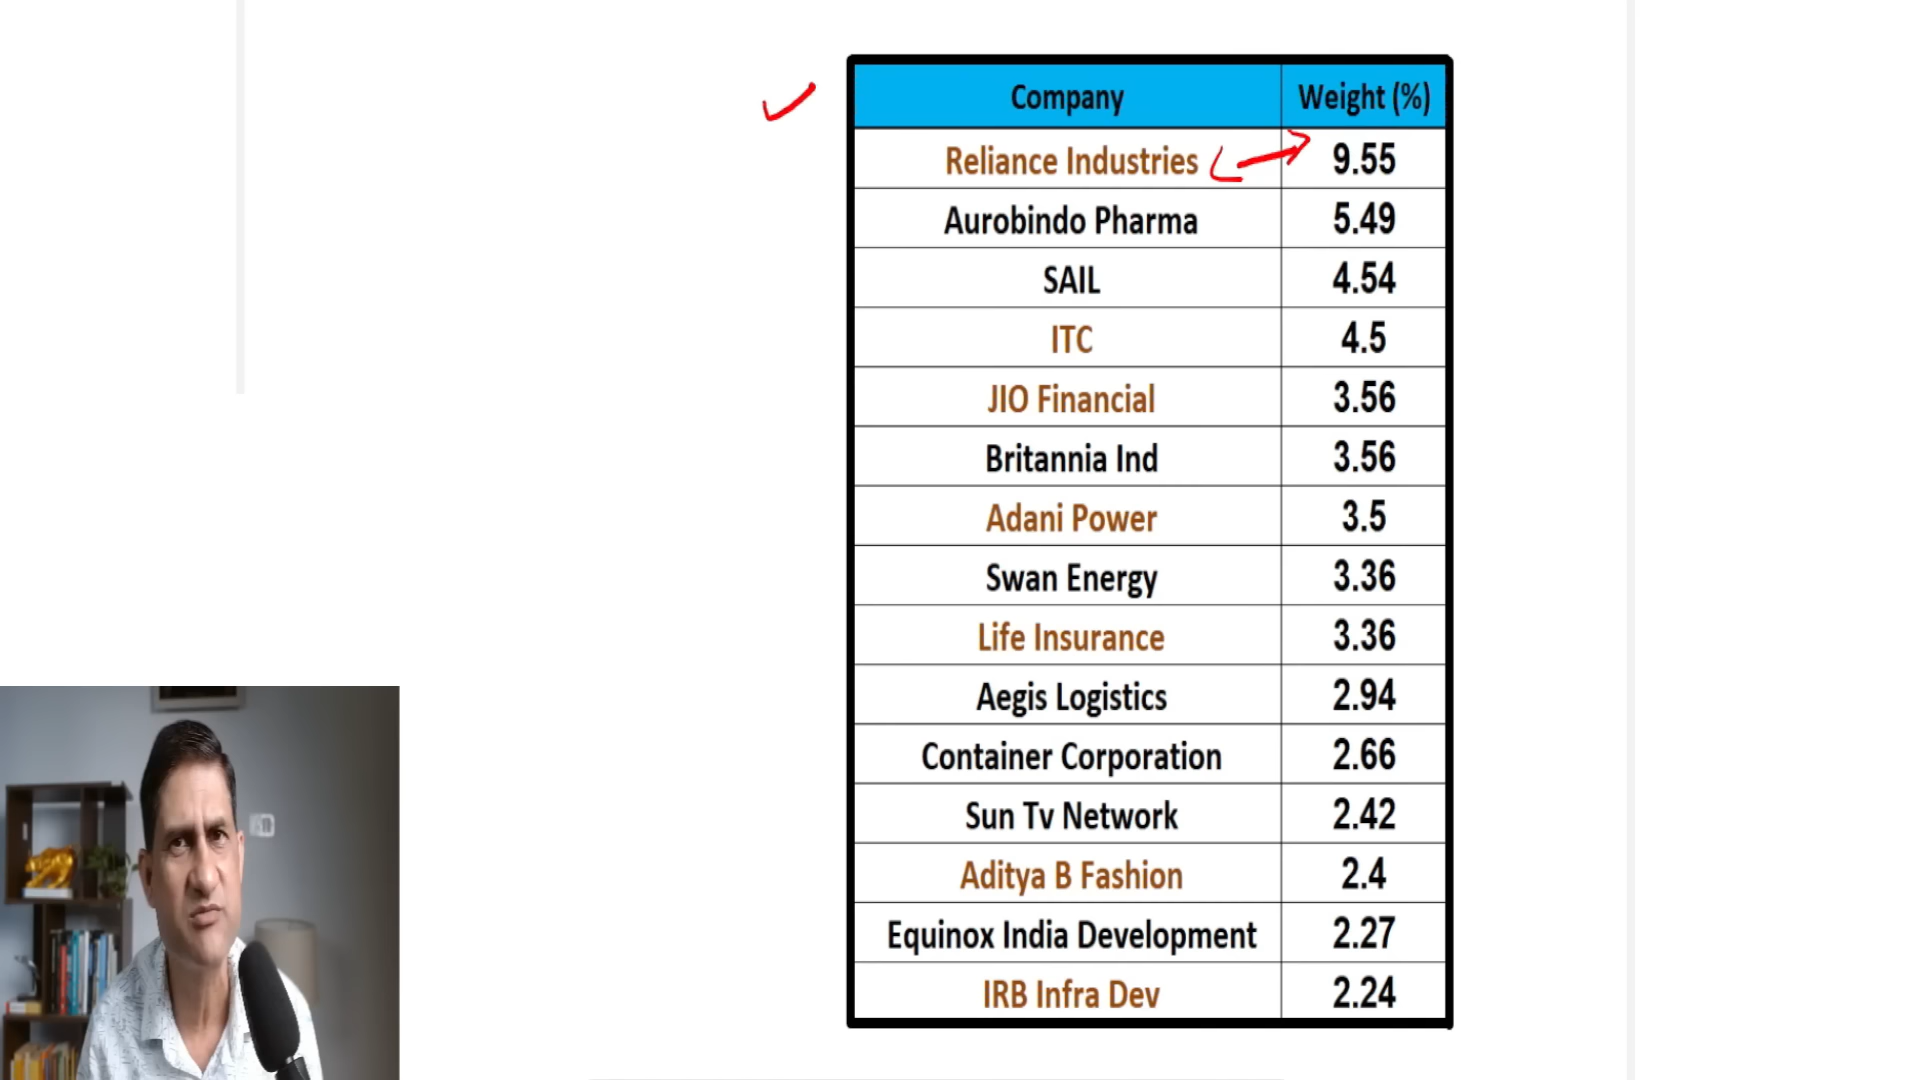 Company Weight (%)
Reliance Industries 9.55
Aurobindo Pharma 5.49
SAIL 4.54
ITC 4.5
JIO Financial 3.56
Britannia Ind 3.56
Adani Power 3.5
Swan Energy 3.36
Life Insurance 3.36
Aegis Logistics 2.94
Container Corporation 2.66
Sun Tv Network 2.42
Aditya B Fashion 2.4
Equinox India Development 2.27
IRB Infra Dev 2.24